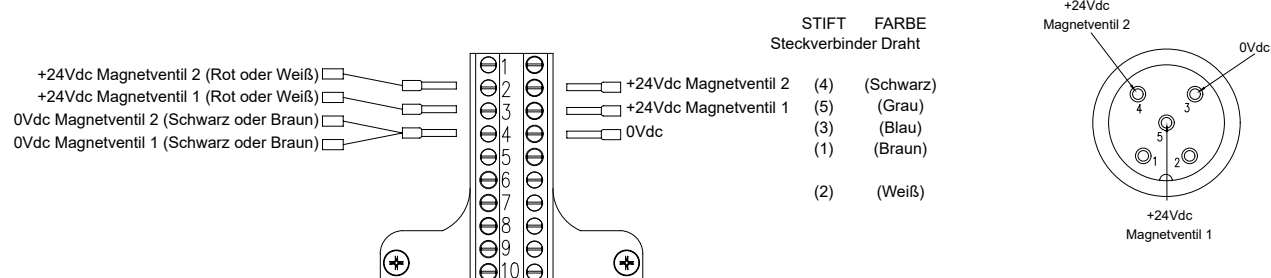 +24Vdc Magnetventil 2 (Rot oder Weiß)
+24Vdc Magnetventil 1 (Rot oder Weiß)
0Vdc Magnetventil 2 (Schwarz oder Braun)
0Vdc Magnetventil 1 (Schwarz oder Braun)
1
2
3
4
5
6
7
8
9
10
+24Vdc Magnetventil 2
+24Vdc Magnetventil 1
0Vdc
STIFT FARBE
Steckverbinder Draht
(4) (Schwarz)
(5) (Grau)
(3) (Blau)
(1) (Braun)
(2) (Weiß)
+24Vdc
Magnetventil 2
0Vdc
4 3
5
1 2
+24Vdc
Magnetventil 1